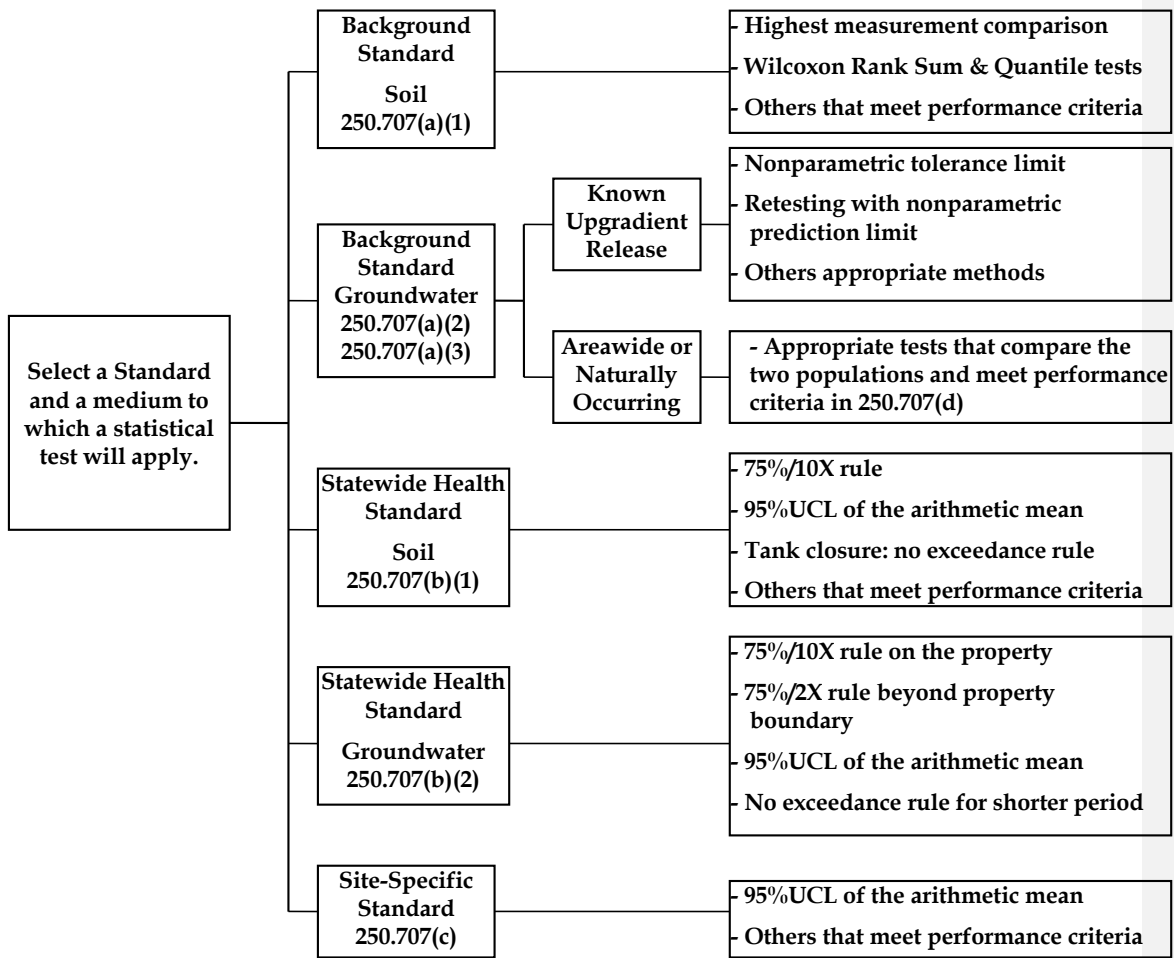 Select a Standard
and a medium to
which a statistical
test will apply.
Background
Standard
Soil
250.707(a)(1)
- Highest measurement comparison
- Wilcoxon Rank Sum & Quantile tests
- Others that meet performance criteria
Background
Standard
Groundwater
250.707(a)(2)
250.707(a)(3)
Known
Upgradient
Release
- Nonparametric tolerance limit
- Retesting with nonparametric
prediction limit
- Others appropriate methods
Areawide or
Naturally
Occurring
- Appropriate tests that compare the
two populations and meet performance
criteria in 250.707(d)
Statewide Health
Standard
Soil
250.707(b)(1)
- 75%/10X rule
- 95%UCL of the arithmetic mean
- Tank closure: no exceedance rule
- Others that meet performance criteria
Statewide Health
Standard
Groundwater
250.707(b)(2)
- 75%/10X rule on the property
- 75%/2X rule beyond property
boundary
- 95%UCL of the arithmetic mean
- No exceedance rule for shorter period
Site-Specific
Standard
250.707(c)
- 95%UCL of the arithmetic mean
- Others that meet performance criteria